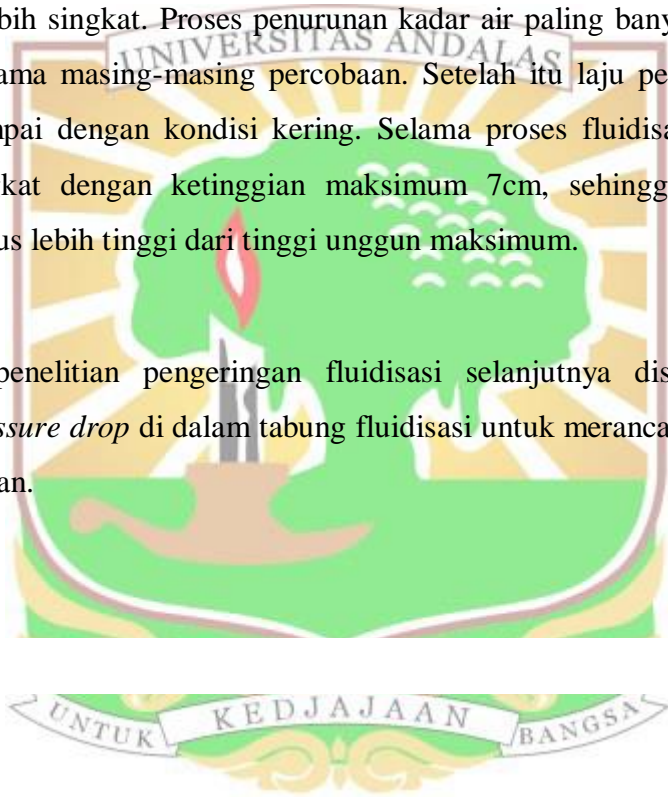 bih singkat. Proses penurunan kadar air paling bany
UNIVERSITAS ANDALAS
ama masing-masing percobaan. Setelah itu laju pe
npai dengan kondisi kering. Selama proses fluidisa
kat dengan ketinggian maksimum 7cm, sehingg
us lebih tinggi dari tinggi unggun maksimum.
penelitian pengeringan fluidisasi selanjutnya dis
ssure drop di dalam tabung fluidisasi untuk meranca
an.
UNTUK KEDJAJAAN BANGSA